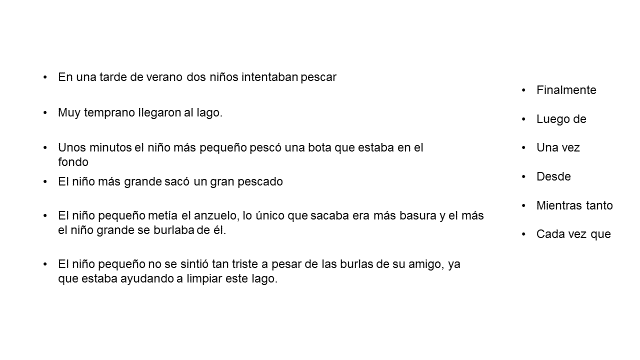 • En una tarde de verano dos niños intentaban pescar
• Muy temprano llegaron al lago.
• Unos minutos el niño más pequeño pescó una bota que estaba en el
fondo
• El niño más grande sacó un gran pescado
• El niño pequeño metía el anzuelo, lo único que sacaba era más basura y el más
el niño grande se burlaba de él.
• El niño pequeño no se sintió tan triste a pesar de las burlas de su amigo, ya
que estaba ayudando a limpiar este lago.
• Finalmente
• Luego de
• Una vez
• Desde
• Mientras tanto
• Cada vez que